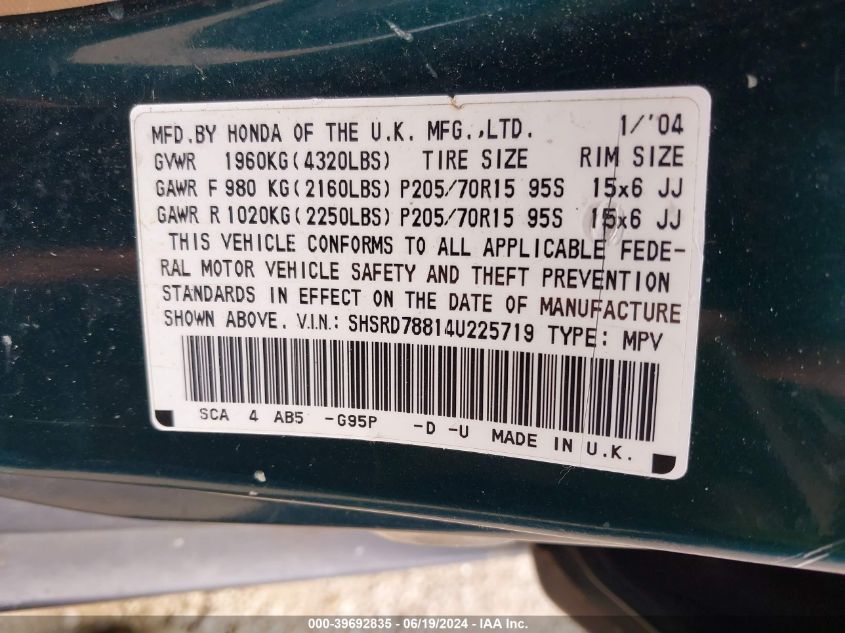 MFD.BY HONDA OF THE U.K. MFG.,LTD. 1/'04
GVWR 1960KG(4320LBS) TIRE SIZE RIM SIZE
GAWR F 980 KG(2160LBS) P205/70R15 95S 15x6 JJ
GAWR R 1020KG(2250LBS) P205/70R15 95S 15x6 JJ
THIS VEHICLE CONFORMS TO ALL APPLICABLE FEDE-
RAL MOTOR VEHICLE SAFETY AND THEFT PREVENTION
STANDARDS IN EFFECT ON THE DATE OF MANUFACTURE
SHOWN ABOVE. V.I.N.: SHSRD78814U225719 TYPE: MPV
SCA 4 AB5 -G95P -D -U MADE IN U.K.
000-39692835 - 06/19/2024 - IAA Inc.